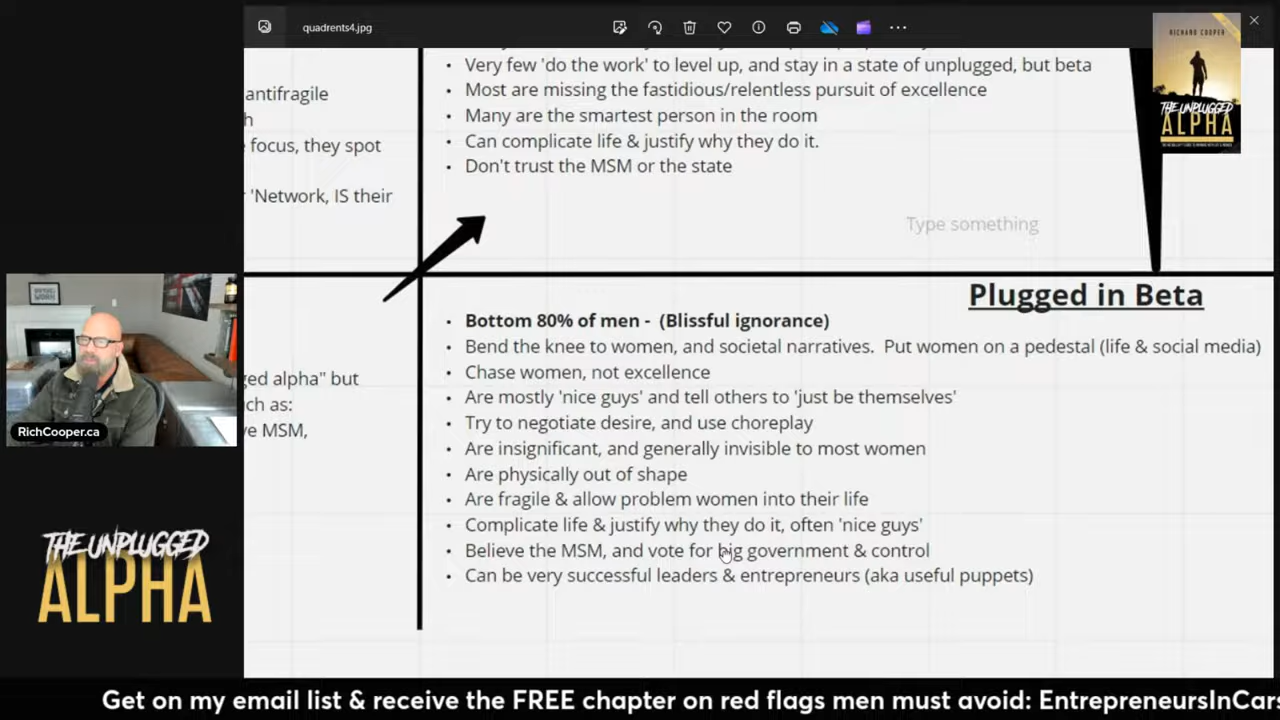 quadrents4.jpg
RICHARD COOPER
THE UNPLUGGED
ALPHA
antifragile
h
focus, they spot
'Network, IS their
• Very few 'do the work' to level up, and stay in a state of unplugged, but beta
• Most are missing the fastidious/relentless pursuit of excellence
• Many are the smartest person in the room
• Can complicate life & justify why they do it.
• Don't trust the MSM or the state
Type something
Plugged in Beta
• Bottom 80% of men - (Blissful ignorance)
• Bend the knee to women, and societal narratives. Put women on a pedestal (life & social media)
• Chase women, not excellence
• Are mostly 'nice guys' and tell others to 'just be themselves'
• Try to negotiate desire, and use choreplay
• Are insignificant, and generally invisible to most women
• Are physically out of shape
• Are fragile & allow problem women into their life
• Complicate life & justify why they do it, often 'nice guys'
• Believe the MSM, and vote for big government & control
• Can be very successful leaders & entrepreneurs (aka useful puppets)
ged alpha" but
ch as:
e MSM,
RichCooper.ca
THE UNPLUGGED
ALPHA
Get on my email list & receive the FREE chapter on red flags men must avoid: EntrepreneursInCars